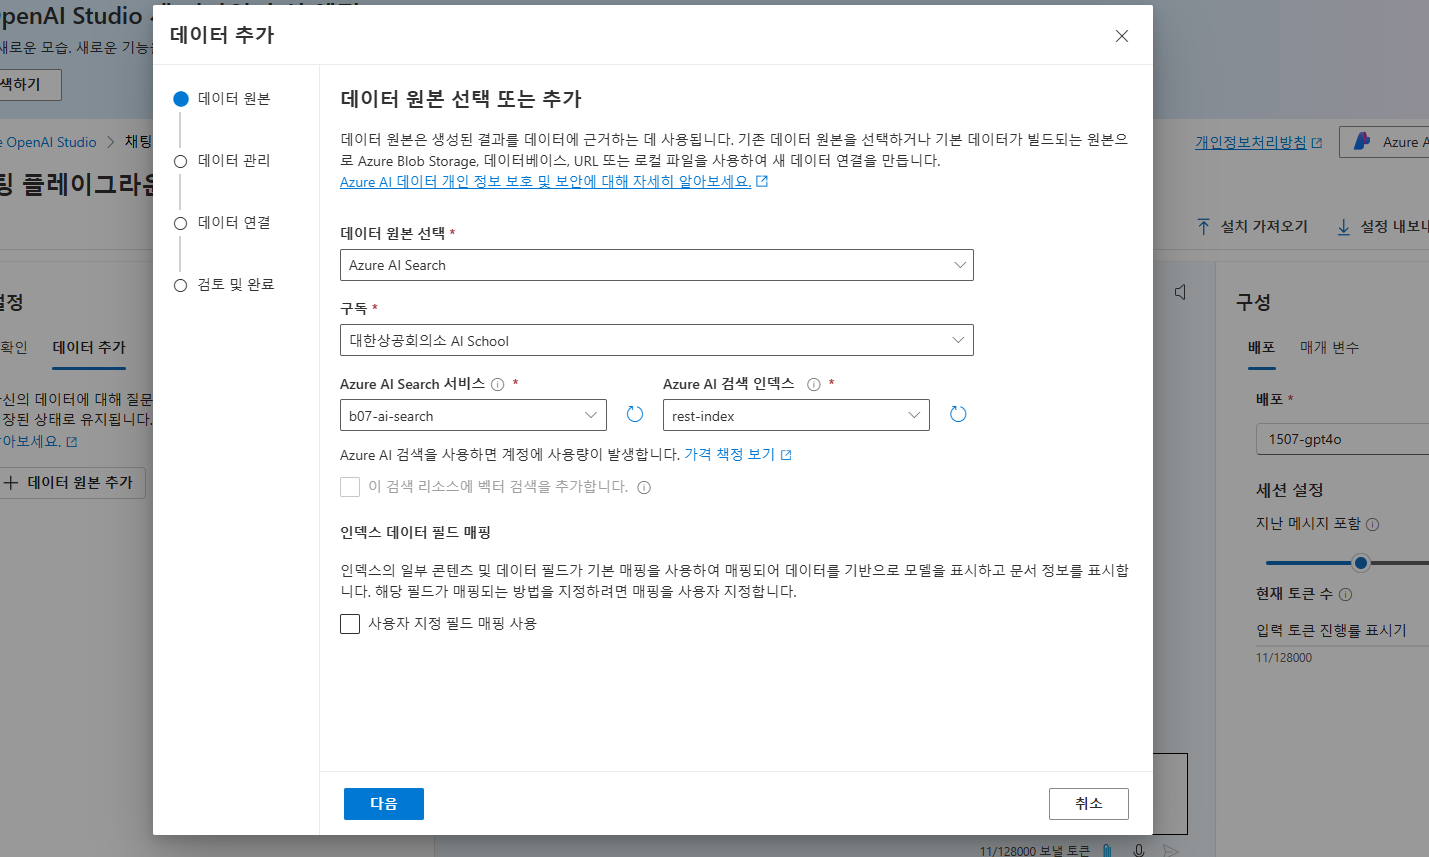 OpenAI Studio
새로운 모습. 새로운 기능
색하기
OpenAI Studio > 채팅
팅 플레이그라운
개인정보처리방침
Azure A
설치 가져오기
설정 내보내
설정
확인
데이터 추가
신의 데이터에 대해 질문
장된 상태로 유지됩니다.
아보세요.
데이터 원본 추가
데이터 추가
데이터 원본
데이터 관리
데이터 연결
검토 및 완료
데이터 원본 선택 또는 추가
데이터 원본은 생성된 결과를 데이터에 근거하는 데 사용됩니다. 기존 데이터 원본을 선택하거나 기본 데이터가 빌드되는 원본으
로 Azure Blob Storage, 데이터베이스, URL 또는 로컬 파일을 사용하여 새 데이터 연결을 만듭니다.
Azure AI 데이터 개인 정보 보호 및 보안에 대해 자세히 알아보세요.
데이터 원본 선택 *
Azure AI Search
구독 *
대한상공회의소 AI School
Azure AI Search 서비스 *
Azure AI 검색 인덱스 *
b07-ai-search
rest-index
Azure AI 검색을 사용하면 계정에 사용량이 발생합니다. 가격 책정 보기
이 검색 리소스에 벡터 검색을 추가합니다.
인덱스 데이터 필드 매핑
인덱스의 일부 콘텐츠 및 데이터 필드가 기본 매핑을 사용하여 매핑되어 데이터를 기반으로 모델을 표시하고 문서 정보를 표시합
니다. 해당 필드가 매핑되는 방법을 지정하려면 매핑을 사용자 지정합니다.
사용자 지정 필드 매핑 사용
다음
취소
구성
배포
매개 변수
배포 *
1507-gpt4o
세션 설정
지난 메시지 포함
현재 토큰 수
입력 토큰 진행률 표시기
11/128000
11/128000 보낼 토큰